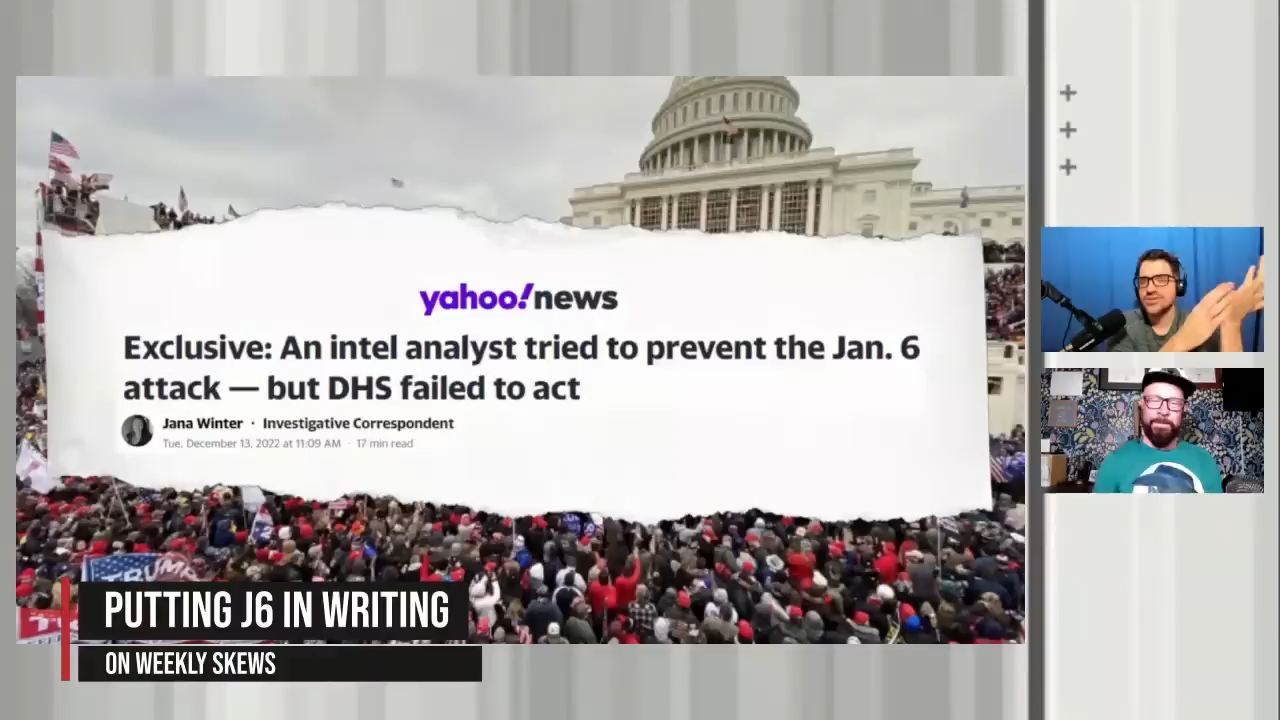 yahoo!news
Exclusive: An intel analyst tried to prevent the Jan. 6
attack — but DHS failed to act
Jana Winter · Investigative Correspondent
Tue, December 13, 2022 at 11:09 AM · 17 min read
TRUMP
PUTTING J6 IN WRITING
ON WEEKLY SKEWS